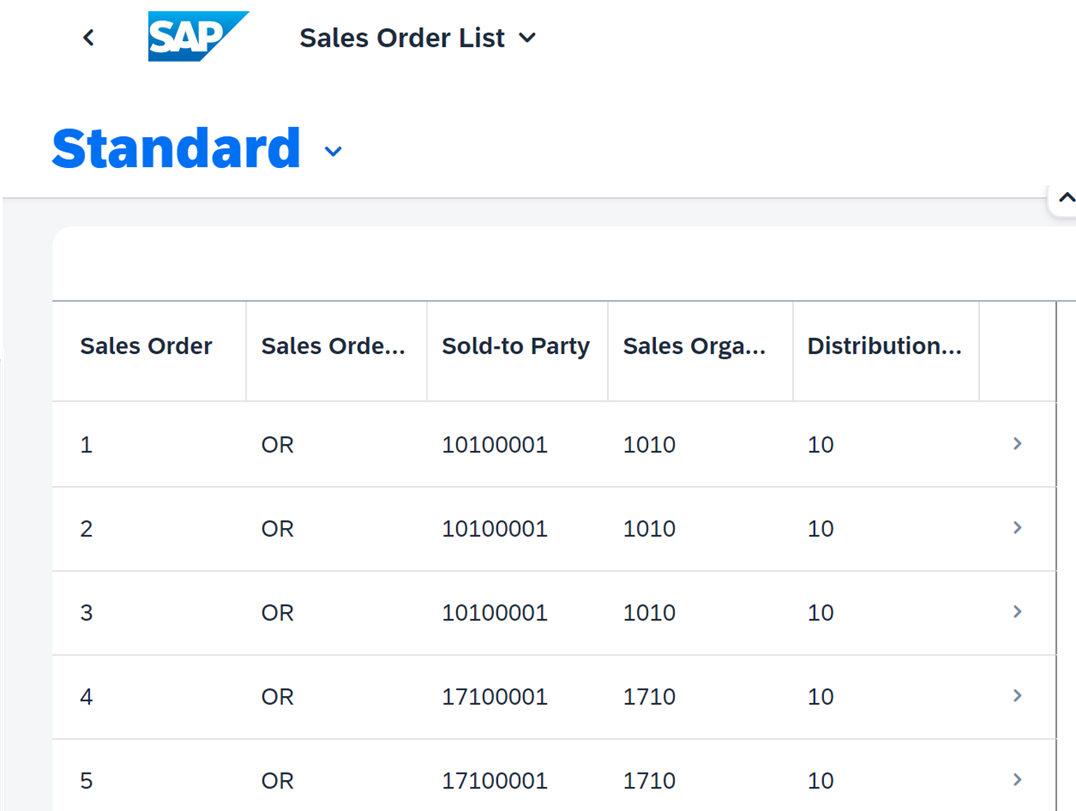 SAP Sales Order List
Standard
Sales Order Sales Orde... Sold-to Party Sales Orga... Distribution...
1 OR 10100001 1010 10
2 OR 10100001 1010 10
3 OR 10100001 1010 10
4 OR 17100001 1710 10
5 OR 17100001 1710 10